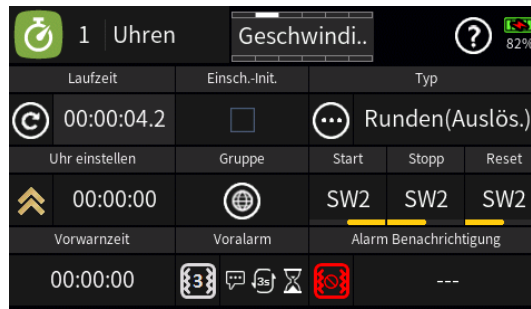 1 Uhren Geschwindi.. ? 82%
Laufzeit Einsch.-Init. Typ
00:00:04.2 Runden(Auslös.)
Uhr einstellen Gruppe Start Stopp Reset
00:00:00 SW2 SW2 SW2
Vorwarnzeit Voralarm Alarm Benachrichtigung
00:00:00 3 3s ---